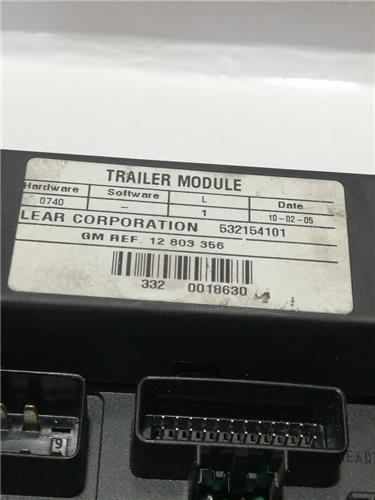 TRAILER MODULE
Hardware Software L Date
0740 – 1 10-02-05
LEAR CORPORATION 532154101
GM REF. 12 803 356
332 0018630
9